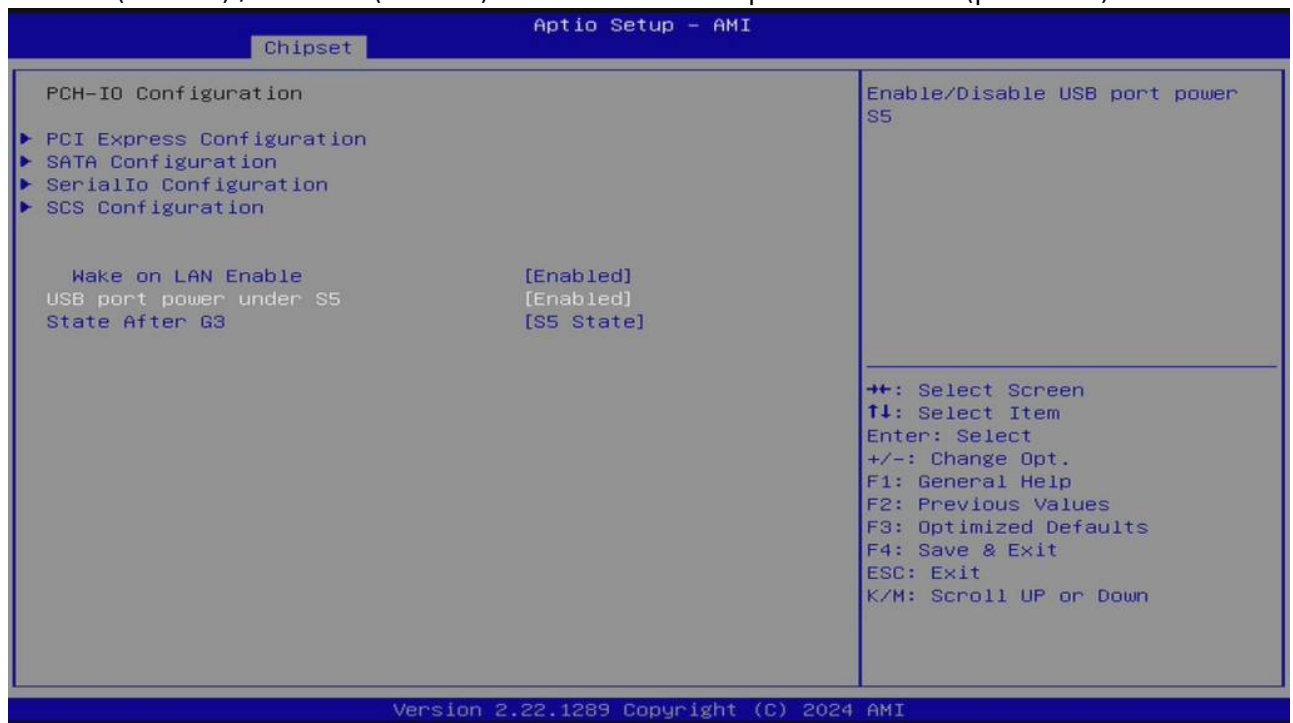 Aptio Setup – AMI
Chipset
PCH-IO Configuration
► PCI Express Configuration
► SATA Configuration
► SerialIo Configuration
► SCS Configuration
Wake on LAN Enable [Enabled]
USB port power under S5 [Enabled]
State After G3 [S5 State]
Enable/Disable USB port power
S5
→←: Select Screen
↑↓: Select Item
Enter: Select
+/-: Change Opt.
F1: General Help
F2: Previous Values
F3: Optimized Defaults
F4: Save & Exit
ESC: Exit
K/M: Scroll UP or Down
Version 2.22.1289 Copyright (C) 2024 AMI